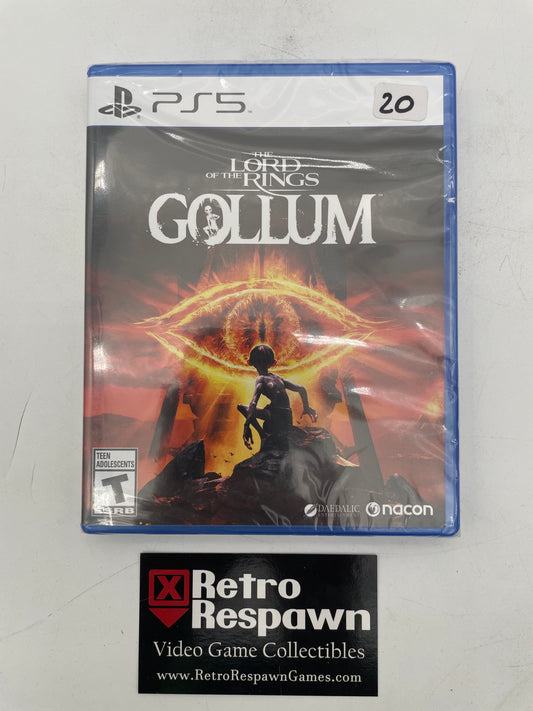 PS5
20
THE
LORD
OF THE RINGS
GOLLUM
TEEN
ADOLESCENTS
T
ESRB
DAEDALIC
ENTERTAINMENT
nacon
Retro
Respawn
Video Game Collectibles
www.RetroRespawnGames.com